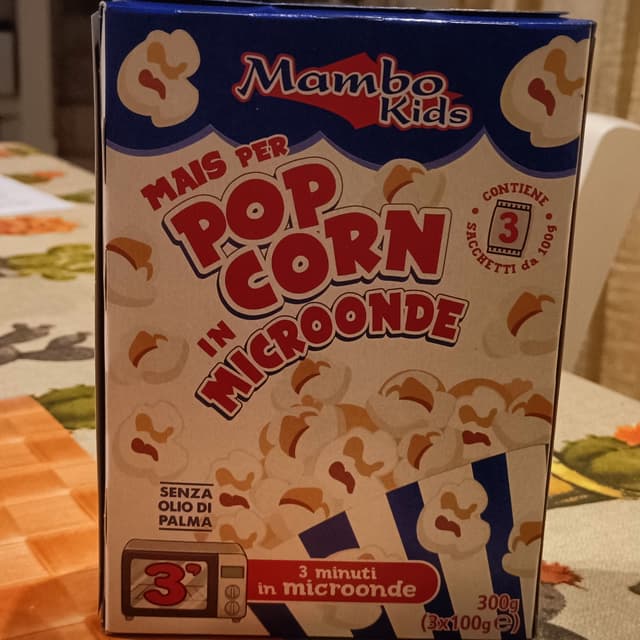 Mambo
Kids
MAIS PER
POP
CORN
IN
MICROONDE
CONTIENE
3
SACCHETTI da 100g
SENZA
OLIO DI
PALMA
3"
3 minuti
in microonde
300g
(3x100g ℮)